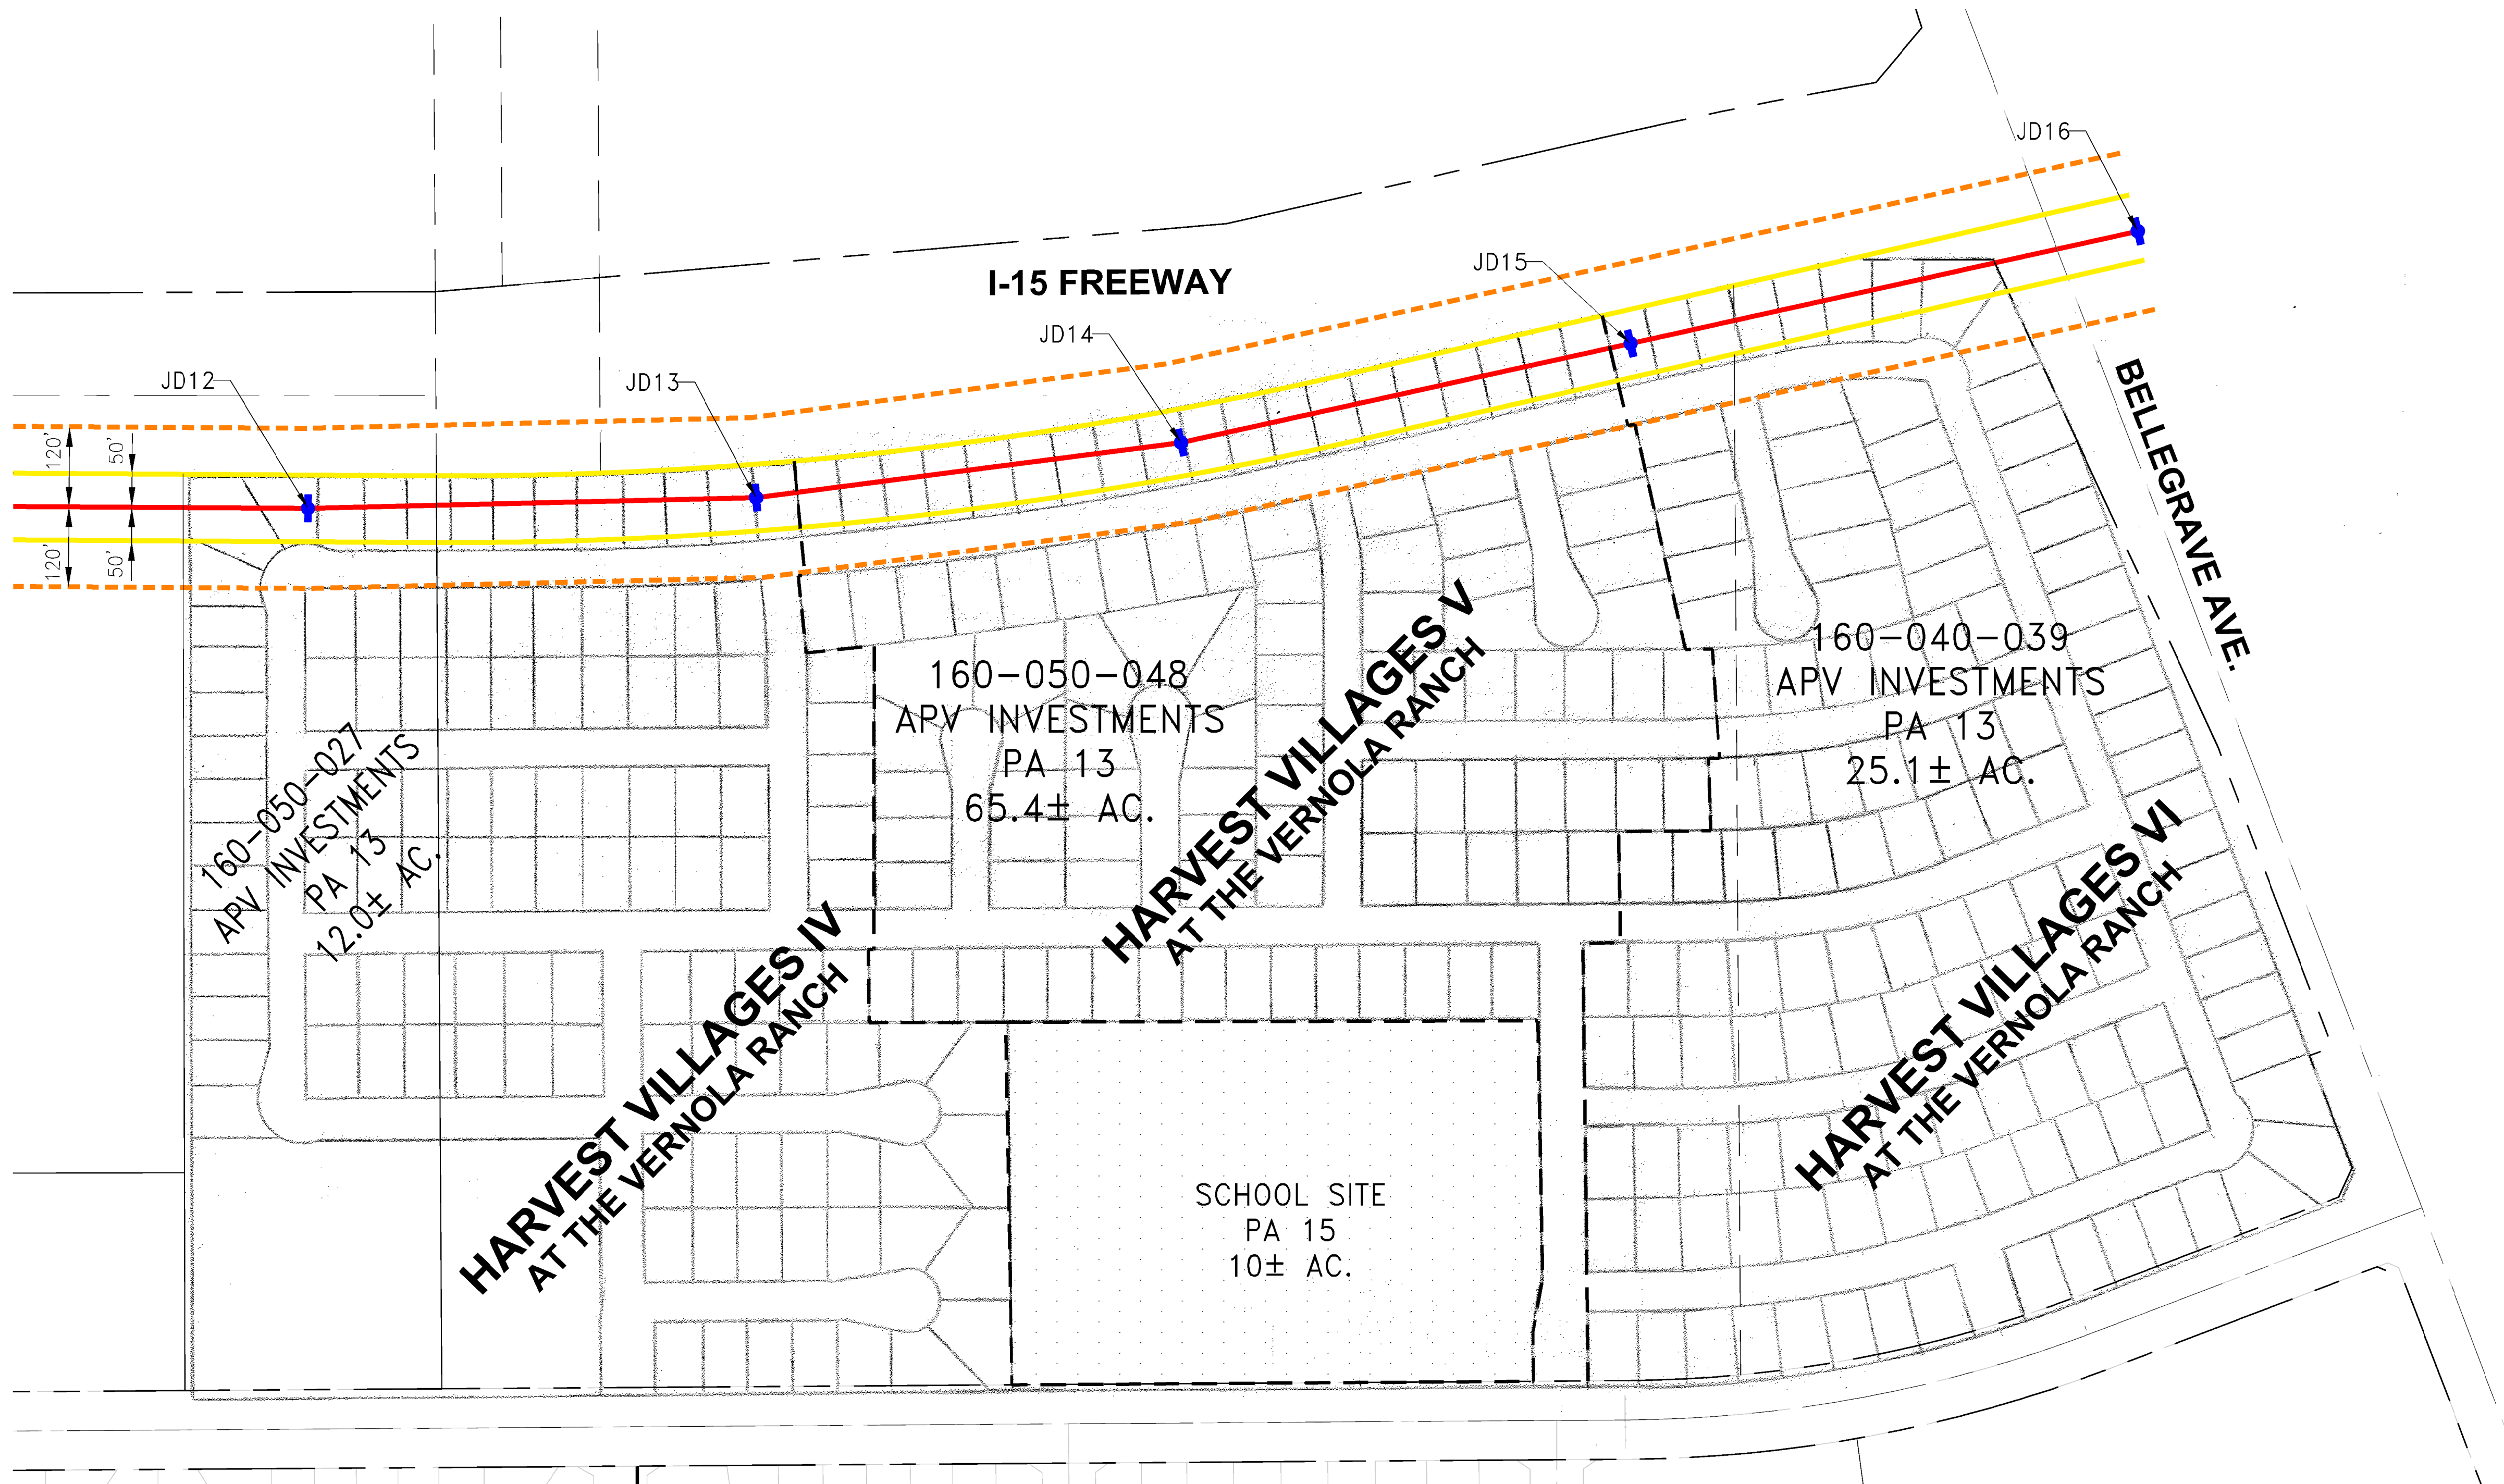 JD16
I-15 FREEWAY
JD15
JD14
JD12
JD13
120'
50'
120'
50'
BELLEGRAVE AVE.
160-050-048
APV INVESTMENTS
PA 13
65.4± AC.
160-040-039
APV INVESTMENTS
PA 13
25.1± AC.
160-050-027
APV INVESTMENTS
PA 13
12.0± AC.
HARVEST VILLAGES V
AT THE VERNOLA RANCH
HARVEST VILLAGES IV
AT THE VERNOLA RANCH
HARVEST VILLAGES VI
AT THE VERNOLA RANCH
SCHOOL SITE
PA 15
10± AC.